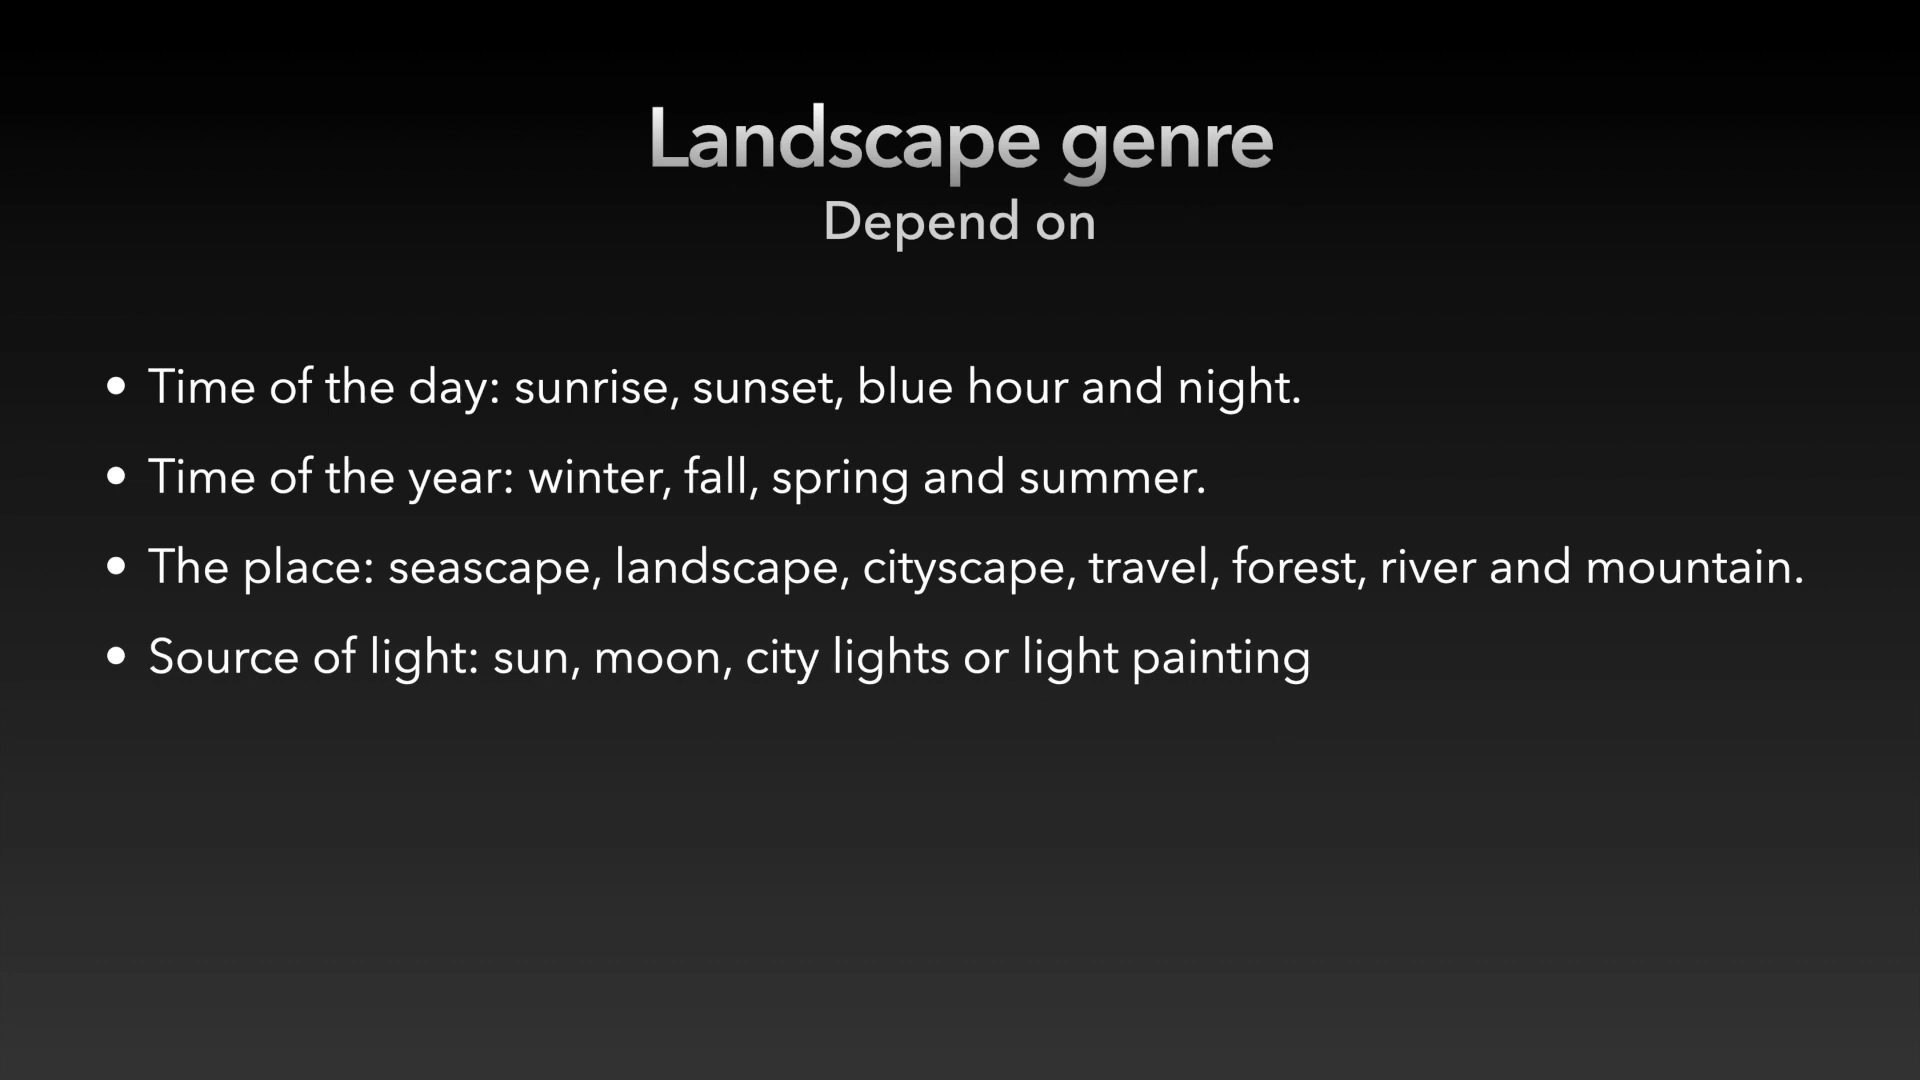 Landscape genre
Depend on
• Time of the day: sunrise, sunset, blue hour and night.
• Time of the year: winter, fall, spring and summer.
• The place: seascape, landscape, cityscape, travel, forest, river and mountain.
• Source of light: sun, moon, city lights or light painting